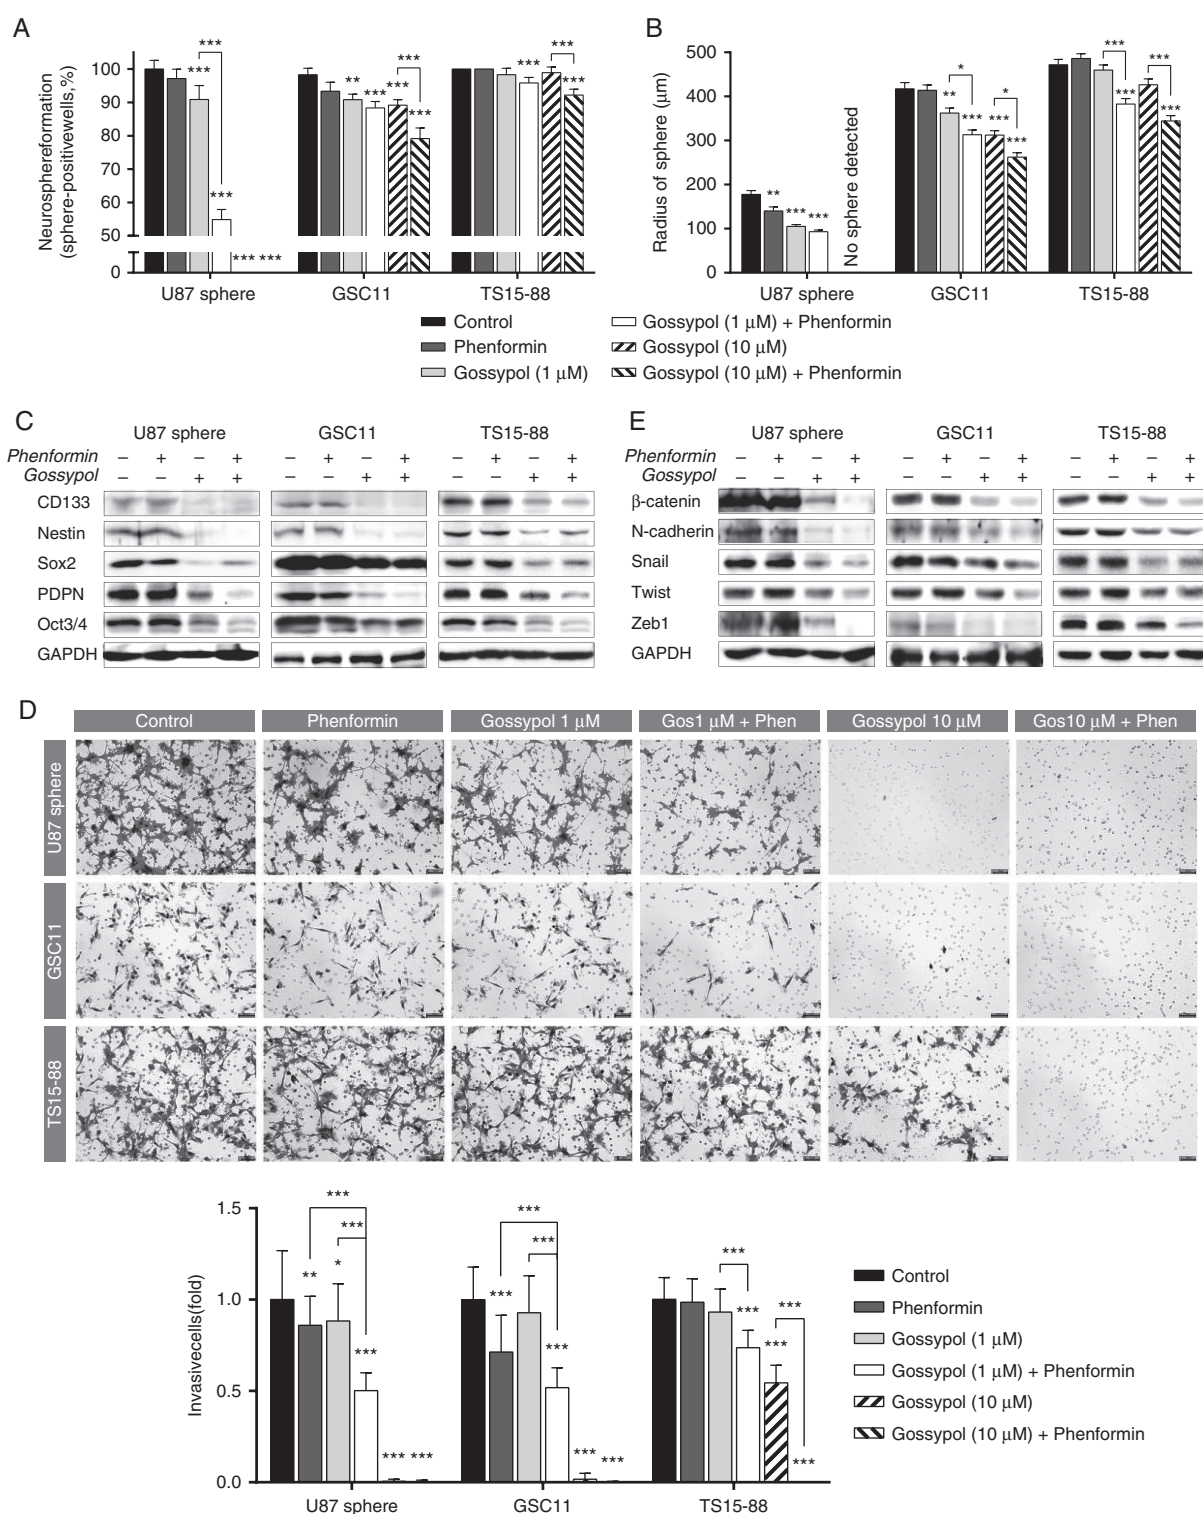 A
Neurosphereformation
(sphere-positivewells,%)
100
90
80
70
60
50
0
***
***
***
*** ***
**
***
***
***
***
***
***
***
U87 sphere
GSC11
TS15-88
B
Radius of sphere (μm)
500
400
300
200
100
0
**
***
***
No sphere detected
*
**
***
*
***
***
***
***
***
***
U87 sphere
GSC11
TS15-88
Control
Phenformin
Gossypol (1 μM)
Gossypol (1 μM) + Phenformin
Gossypol (10 μM)
Gossypol (10 μM) + Phenformin
C
U87 sphere GSC11 TS15-88
Phenformin – + – + – + – + – + – +
Gossypol – – + + – – + + – – + +
CD133
Nestin
Sox2
PDPN
Oct3/4
GAPDH
E
U87 sphere GSC11 TS15-88
Phenformin – + – + – + – + – + – +
Gossypol – – + + – – + + – – + +
β-catenin
N-cadherin
Snail
Twist
Zeb1
GAPDH
D
Control Phenformin Gossypol 1 μM Gos1 μM + Phen Gossypol 10 μM Gos10 μM + Phen
U87 sphere
GSC11
TS15-88
Invasivecells(fold)
1.5
1.0
0.5
0.0
***
***
**
*
***
*** ***
***
***
***
***
***
***
***
***
***
***
***
U87 sphere
GSC11
TS15-88
Control
Phenformin
Gossypol (1 μM)
Gossypol (1 μM) + Phenformin
Gossypol (10 μM)
Gossypol (10 μM) + Phenformin